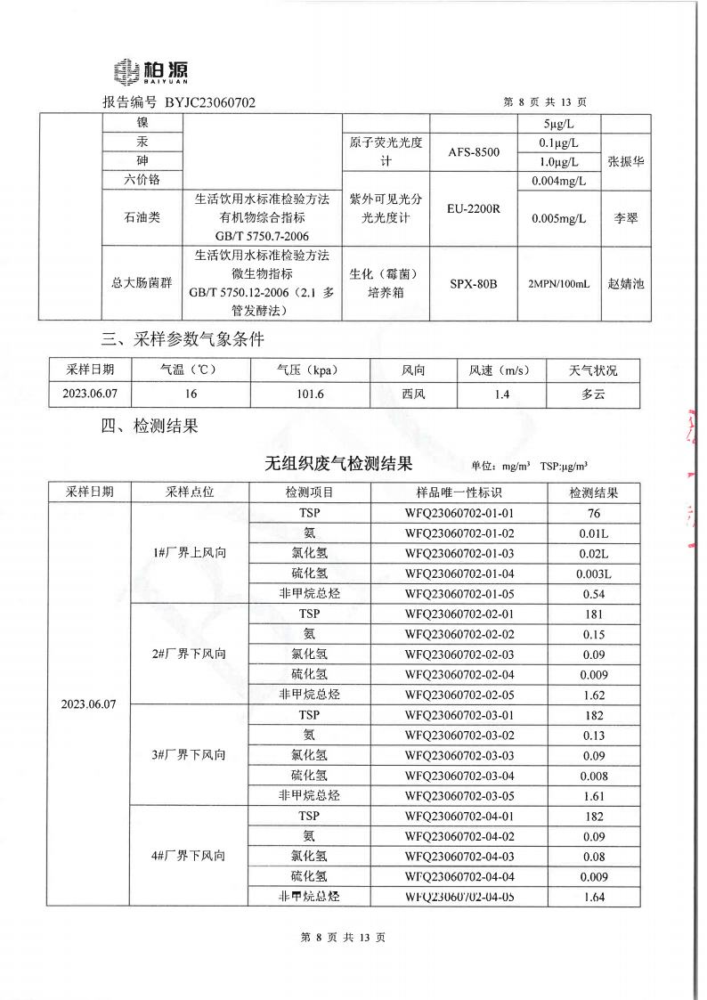 柏源
BAIYUAN
报告编号 BYJC23060702
第 8 页 共 13 页
镍 5μg/L
汞 原子荧光光度计 AFS-8500 0.1μg/L 张振华
砷 1.0μg/L
六价铬 紫外可见光分光光度计 EU-2200R 0.004mg/L
石油类 生活饮用水标准检验方法 有机物综合指标 GB/T 5750.7-2006 0.005mg/L 李翠
总大肠菌群 生活饮用水标准检验方法 微生物指标 GB/T 5750.12-2006（2.1 多管发酵法） 生化（霉菌）培养箱 SPX-80B 2MPN/100mL 赵婧池
三、采样参数气象条件
采样日期 气温（℃） 气压（kpa） 风向 风速（m/s） 天气状况
2023.06.07 16 101.6 西风 1.4 多云
四、检测结果
无组织废气检测结果 单位：mg/m³ TSP:μg/m³
采样日期 采样点位 检测项目 样品唯一性标识 检测结果
2023.06.07 1#厂界上风向 TSP WFQ23060702-01-01 76
氨 WFQ23060702-01-02 0.01L
氯化氢 WFQ23060702-01-03 0.02L
硫化氢 WFQ23060702-01-04 0.003L
非甲烷总烃 WFQ23060702-01-05 0.54
2#厂界下风向 TSP WFQ23060702-02-01 181
氨 WFQ23060702-02-02 0.15
氯化氢 WFQ23060702-02-03 0.09
硫化氢 WFQ23060702-02-04 0.009
非甲烷总烃 WFQ23060702-02-05 1.62
3#厂界下风向 TSP WFQ23060702-03-01 182
氨 WFQ23060702-03-02 0.13
氯化氢 WFQ23060702-03-03 0.09
硫化氢 WFQ23060702-03-04 0.008
非甲烷总烃 WFQ23060702-03-05 1.61
4#厂界下风向 TSP WFQ23060702-04-01 182
氨 WFQ23060702-04-02 0.09
氯化氢 WFQ23060702-04-03 0.08
硫化氢 WFQ23060702-04-04 0.009
非甲烷总烃 WFQ23060702-04-05 1.64
第 8 页 共 13 页